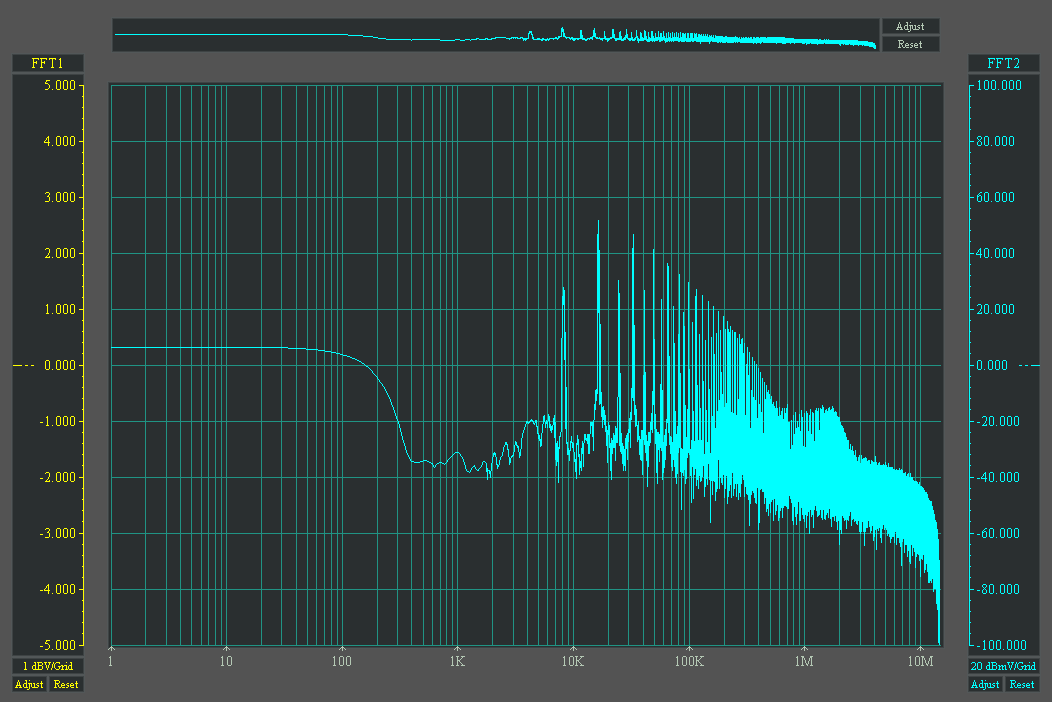 Adjust
Reset
FFT1
FFT2
5.000
100.000
4.000
80.000
3.000
60.000
2.000
40.000
1.000
20.000
0.000
0.000
-1.000
-20.000
-2.000
-40.000
-3.000
-60.000
-4.000
-80.000
-5.000
-100.000
1 10 100 1K 10K 100K 1M 10M
1 dBV/Grid
20 dBmV/Grid
Adjust Reset
Adjust Reset